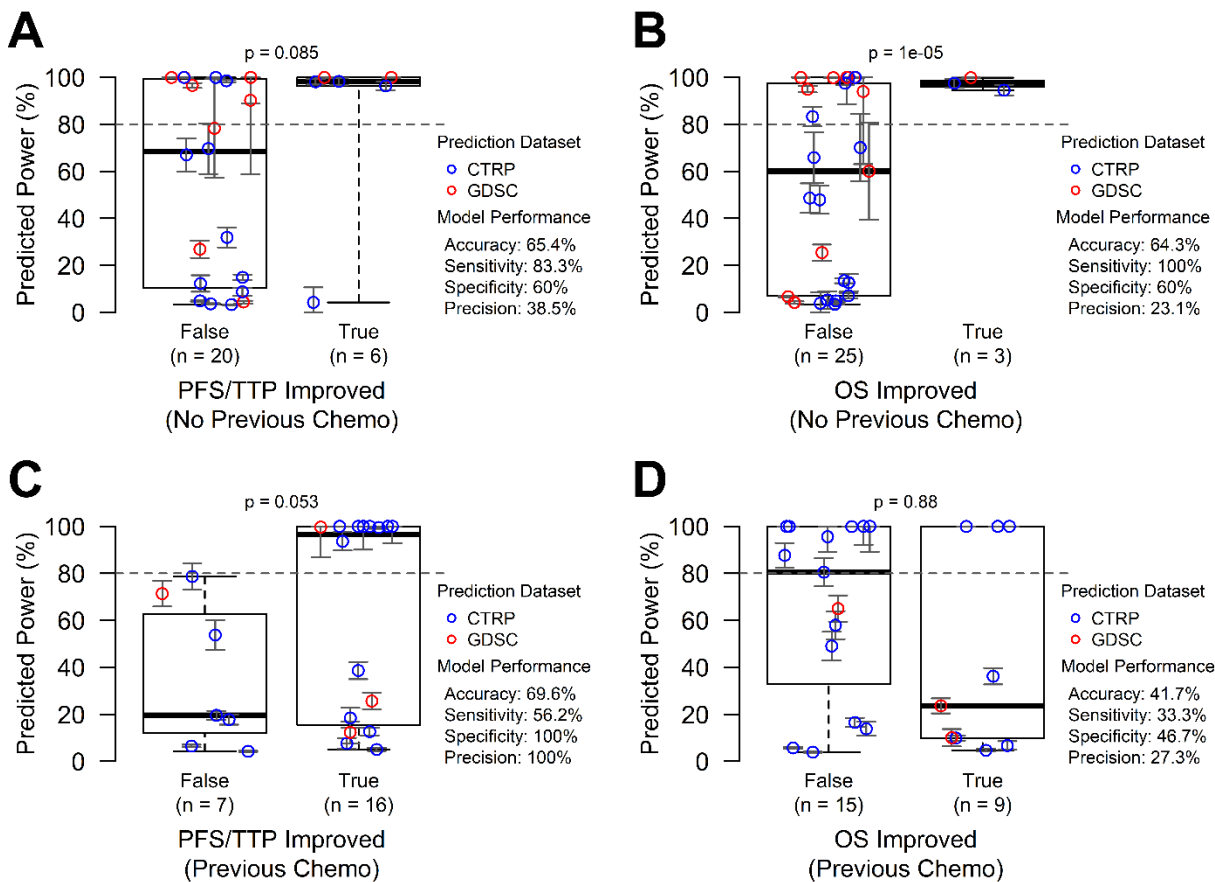 A
p = 0.085
Predicted Power (%)
100
80
60
40
20
0
Prediction Dataset
CTRP
GDSC
Model Performance
Accuracy: 65.4%
Sensitivity: 83.3%
Specificity: 60%
Precision: 38.5%
False
(n = 20)
True
(n = 6)
PFS/TTP Improved
(No Previous Chemo)
B
p = 1e-05
Predicted Power (%)
100
80
60
40
20
0
Prediction Dataset
CTRP
GDSC
Model Performance
Accuracy: 64.3%
Sensitivity: 100%
Specificity: 60%
Precision: 23.1%
False
(n = 25)
True
(n = 3)
OS Improved
(No Previous Chemo)
C
p = 0.053
Predicted Power (%)
100
80
60
40
20
0
Prediction Dataset
CTRP
GDSC
Model Performance
Accuracy: 69.6%
Sensitivity: 56.2%
Specificity: 100%
Precision: 100%
False
(n = 7)
True
(n = 16)
PFS/TTP Improved
(Previous Chemo)
D
p = 0.88
Predicted Power (%)
100
80
60
40
20
0
Prediction Dataset
CTRP
GDSC
Model Performance
Accuracy: 41.7%
Sensitivity: 33.3%
Specificity: 46.7%
Precision: 27.3%
False
(n = 15)
True
(n = 9)
OS Improved
(Previous Chemo)